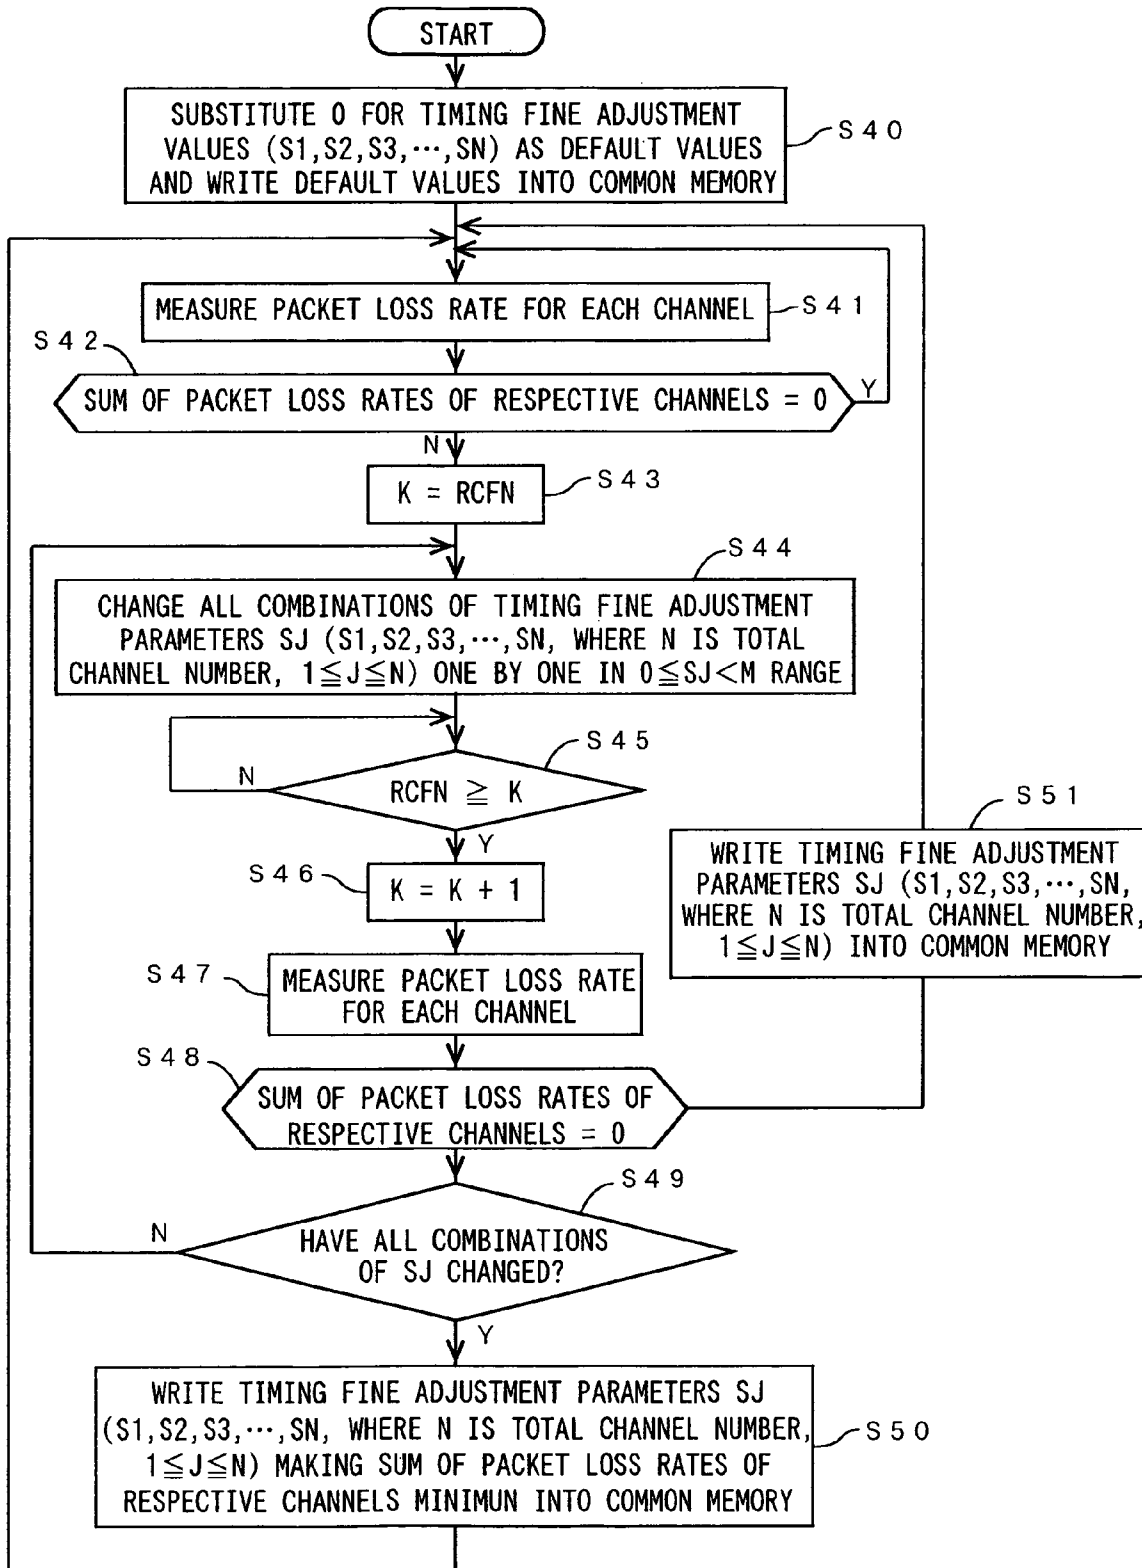 START
SUBSTITUTE 0 FOR TIMING FINE ADJUSTMENT
VALUES (S1,S2,S3,⋯,SN) AS DEFAULT VALUES
AND WRITE DEFAULT VALUES INTO COMMON MEMORY
S40
MEASURE PACKET LOSS RATE FOR EACH CHANNEL
S41
S42
SUM OF PACKET LOSS RATES OF RESPECTIVE CHANNELS = 0
Y
N
K = RCFN
S43
S44
CHANGE ALL COMBINATIONS OF TIMING FINE ADJUSTMENT
PARAMETERS SJ (S1,S2,S3,⋯,SN, WHERE N IS TOTAL
CHANNEL NUMBER, 1≦J≦N) ONE BY ONE IN 0≦SJ<M RANGE
S45
N
RCFN ≧ K
Y
S46
K = K + 1
S51
WRITE TIMING FINE ADJUSTMENT
PARAMETERS SJ (S1,S2,S3,⋯,SN,
WHERE N IS TOTAL CHANNEL NUMBER,
1≦J≦N) INTO COMMON MEMORY
S47
MEASURE PACKET LOSS RATE
FOR EACH CHANNEL
S48
SUM OF PACKET LOSS RATES OF
RESPECTIVE CHANNELS = 0
S49
N
HAVE ALL COMBINATIONS
OF SJ CHANGED?
Y
WRITE TIMING FINE ADJUSTMENT PARAMETERS SJ
(S1,S2,S3,⋯,SN, WHERE N IS TOTAL CHANNEL NUMBER,
1≦J≦N) MAKING SUM OF PACKET LOSS RATES OF
RESPECTIVE CHANNELS MINIMUN INTO COMMON MEMORY
S50